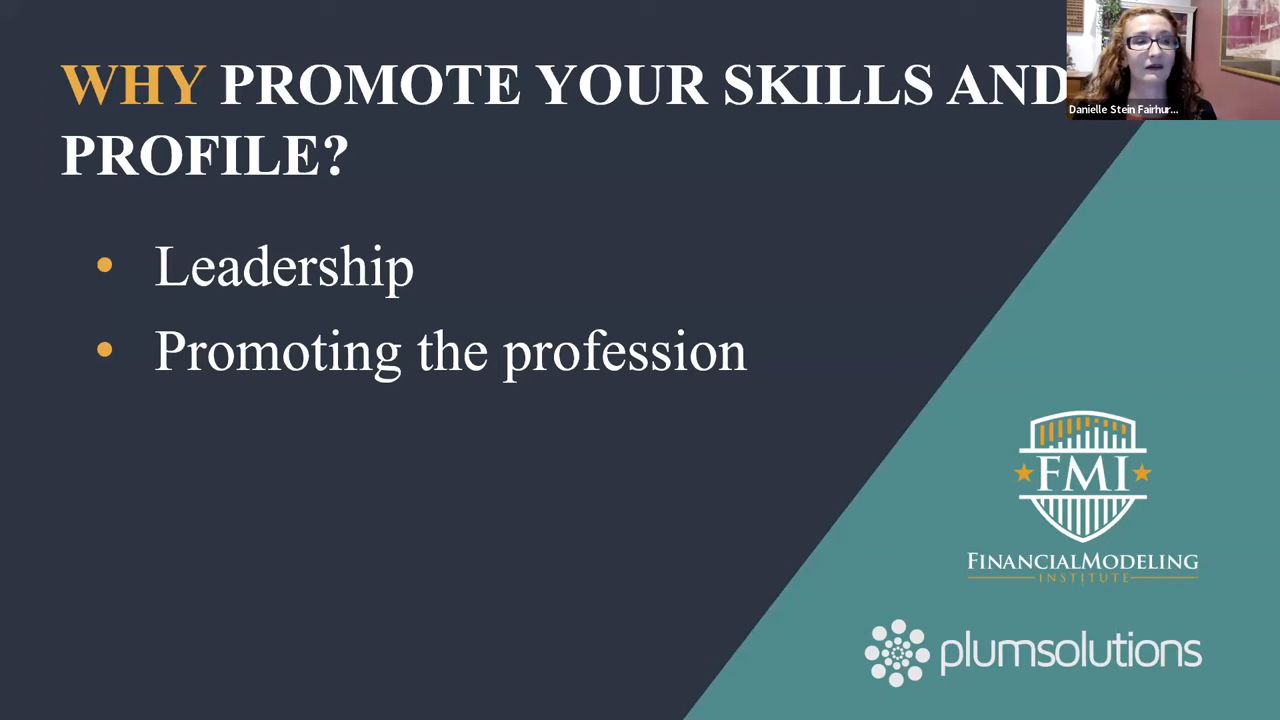 WHY PROMOTE YOUR SKILLS AND
PROFILE?
Danielle Stein Fairhur...
• Leadership
• Promoting the profession
FMI
FINANCIALMODELING
INSTITUTE
plumsolutions